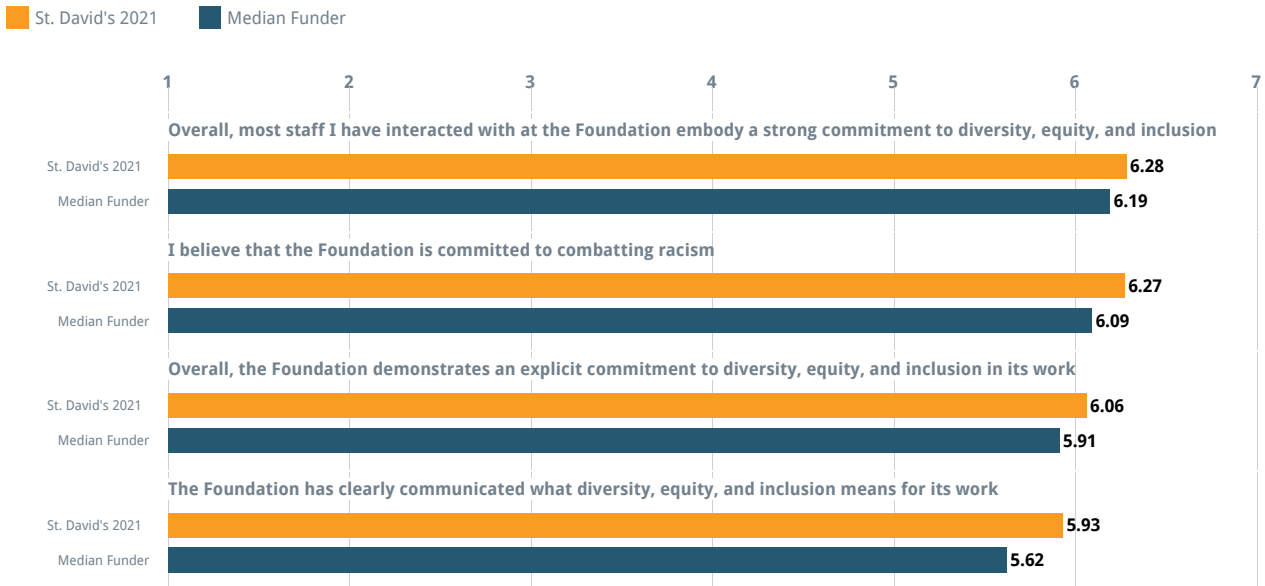 St. David's 2021 Median Funder
1 2 3 4 5 6 7
Overall, most staff I have interacted with at the Foundation embody a strong commitment to diversity, equity, and inclusion
St. David's 2021 6.28
Median Funder 6.19
I believe that the Foundation is committed to combatting racism
St. David's 2021 6.27
Median Funder 6.09
Overall, the Foundation demonstrates an explicit commitment to diversity, equity, and inclusion in its work
St. David's 2021 6.06
Median Funder 5.91
The Foundation has clearly communicated what diversity, equity, and inclusion means for its work
St. David's 2021 5.93
Median Funder 5.62